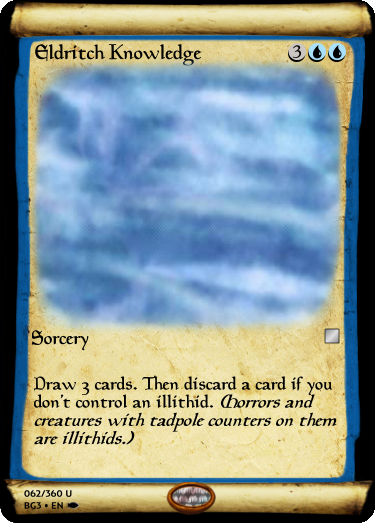 Eldritch Knowledge 3
Sorcery
Draw 3 cards. Then discard a card if you
don't control an illithid. (Horrors and
creatures with tadpole counters on them
are illithids.)
062/360 U
BG3 • EN